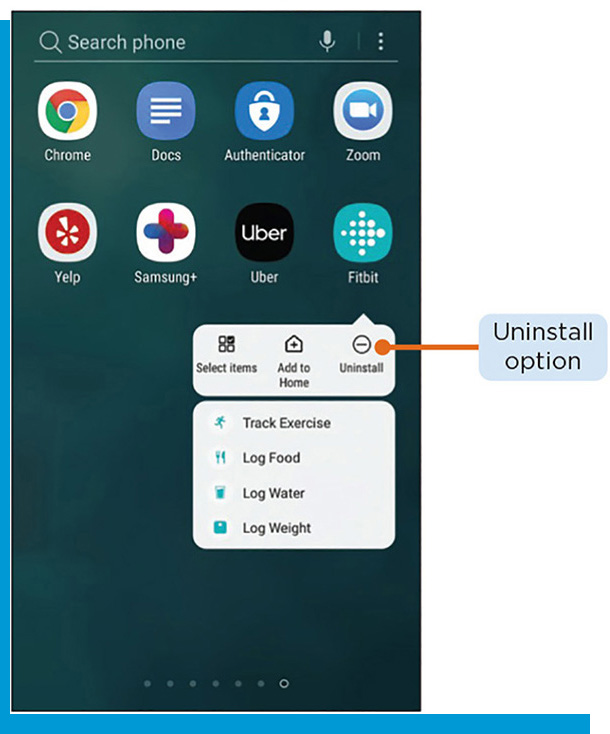 Search phone
Chrome
Docs
Authenticator
Zoom
Yelp
Samsung+
Uber
Uber
Fitbit
Select items
Add to
Home
Uninstall
Uninstall
option
Track Exercise
Log Food
Log Water
Log Weight